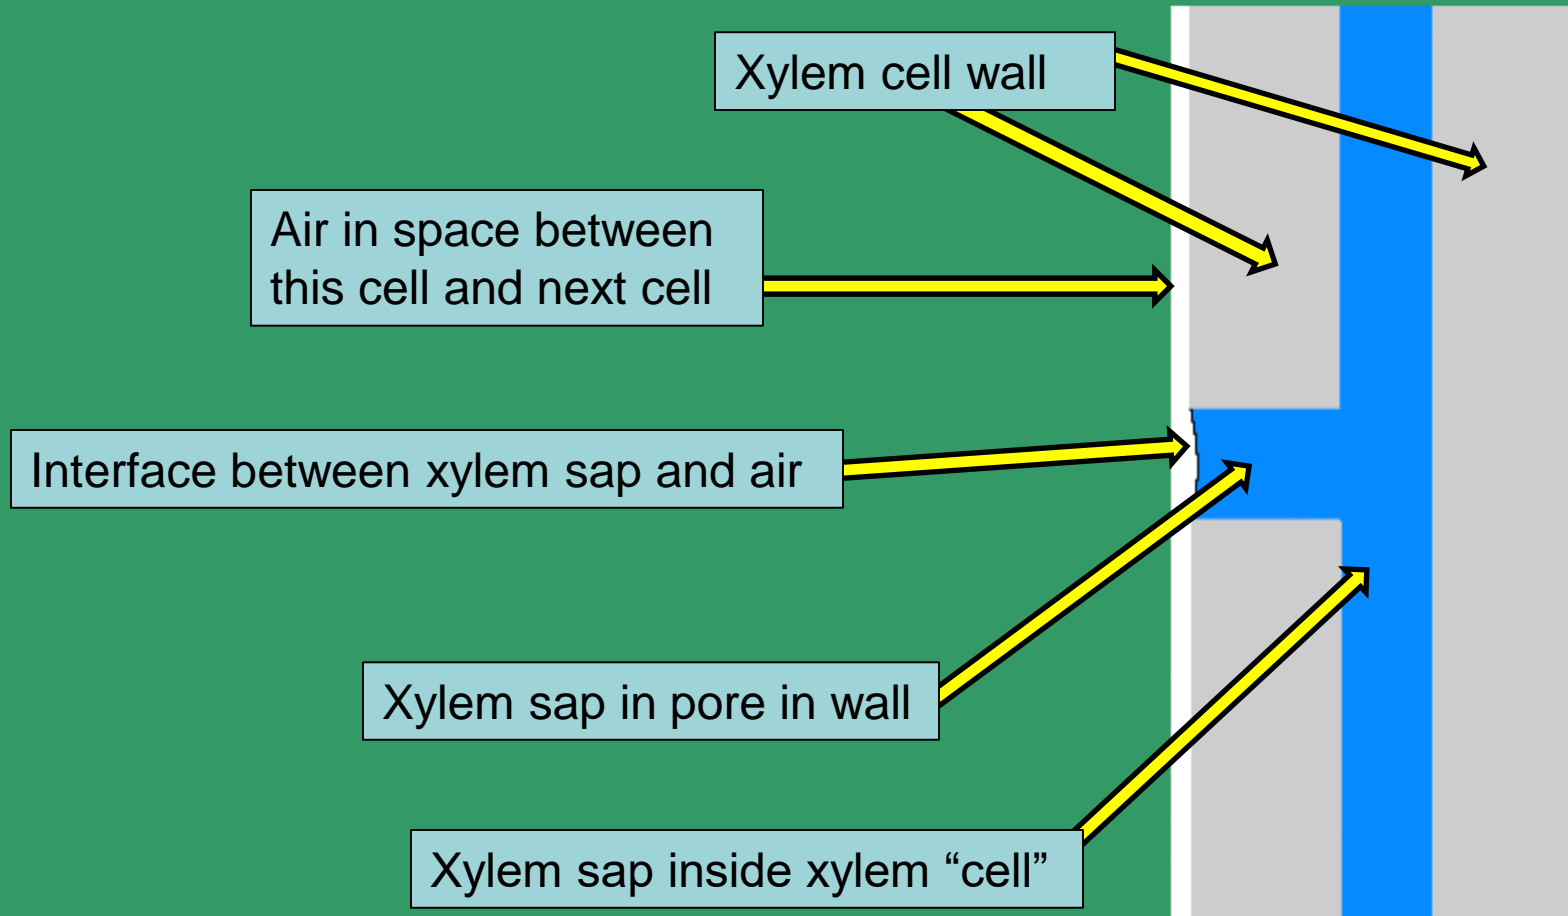 Xylem cell wall
Air in space between
this cell and next cell
Interface between xylem sap and air
Xylem sap in pore in wall
Xylem sap inside xylem “cell”